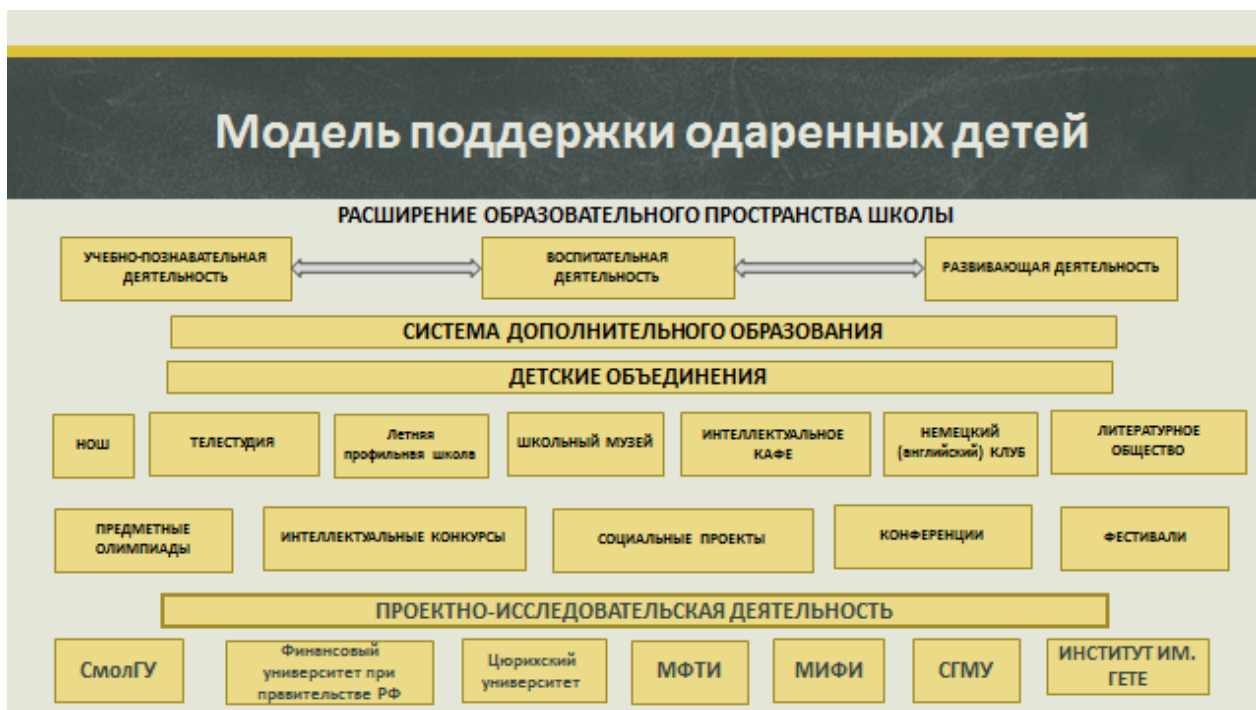 Модель поддержки одаренных детей
РАСШИРЕНИЕ ОБРАЗОВАТЕЛЬНОГО ПРОСТРАНСТВА ШКОЛЫ
УЧЕБНО-ПОЗНАВАТЕЛЬНАЯ
ДЕЯТЕЛЬНОСТЬ
ВОСПИТАТЕЛЬНАЯ
ДЕЯТЕЛЬНОСТЬ
РАЗВИВАЮЩАЯ ДЕЯТЕЛЬНОСТЬ
СИСТЕМА ДОПОЛНИТЕЛЬНОГО ОБРАЗОВАНИЯ
ДЕТСКИЕ ОБЪЕДИНЕНИЯ
НОШ
ТЕЛЕСТУДИЯ
Летняя
профильная школа
ШКОЛЬНЫЙ МУЗЕЙ
ИНТЕЛЛЕКТУАЛЬНОЕ
КАФЕ
НЕМЕЦКИЙ
(английский) КЛУБ
ЛИТЕРАТУРНОЕ
ОБЩЕСТВО
ПРЕДМЕТНЫЕ
ОЛИМПИАДЫ
ИНТЕЛЛЕКТУАЛЬНЫЕ КОНКУРСЫ
СОЦИАЛЬНЫЕ ПРОЕКТЫ
КОНФЕРЕНЦИИ
ФЕСТИВАЛИ
ПРОЕКТНО-ИССЛЕДОВАТЕЛЬСКАЯ ДЕЯТЕЛЬНОСТЬ
СмолГУ
Финансовый
университет при
правительстве РФ
Цюрихский
университет
МФТИ
МИФИ
СГМУ
ИНСТИТУТ ИМ.
ГЕТЕ